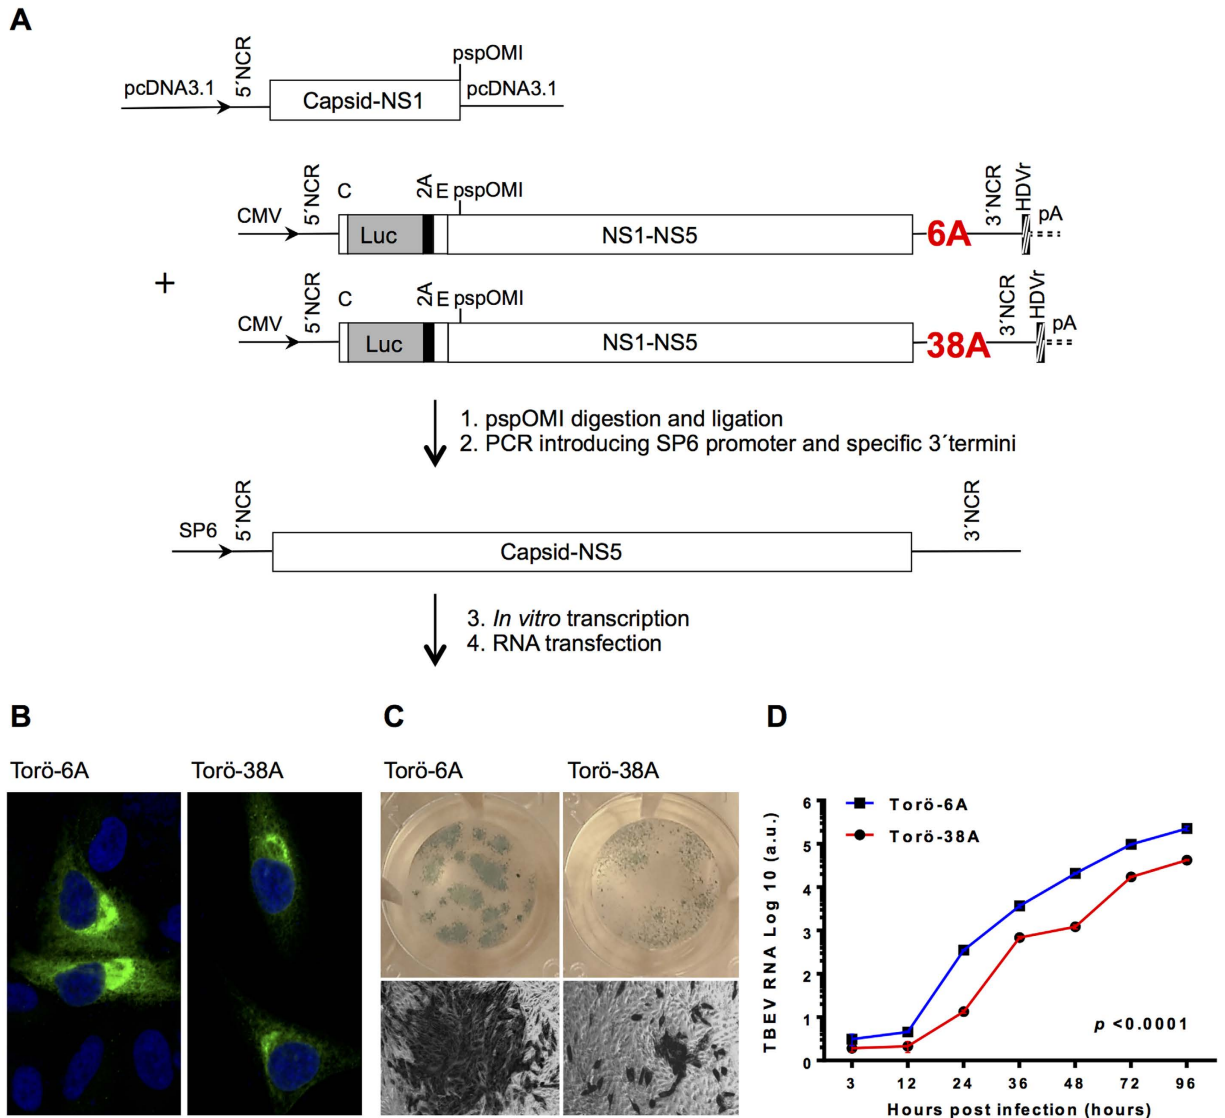 A
pcDNA3.1
5´NCR
Capsid-NS1
pspOMI
pcDNA3.1
CMV
5´NCR
C
Luc
2A
E
pspOMI
NS1-NS5
6A
3´NCR
HDVr
pA
+
CMV
5´NCR
C
Luc
2A
E
pspOMI
NS1-NS5
38A
3´NCR
HDVr
pA
1. pspOMI digestion and ligation
2. PCR introducing SP6 promoter and specific 3´termini
SP6
5´NCR
Capsid-NS5
3´NCR
3. In vitro transcription
4. RNA transfection
B
Torö-6A
Torö-38A
C
Torö-6A
Torö-38A
D
TBEV RNA Log 10 (a.u.)
6
5
4
3
2
1
0
Torö-6A
Torö-38A
p <0.0001
3 12 24 36 48 72 96
Hours post infection (hours)